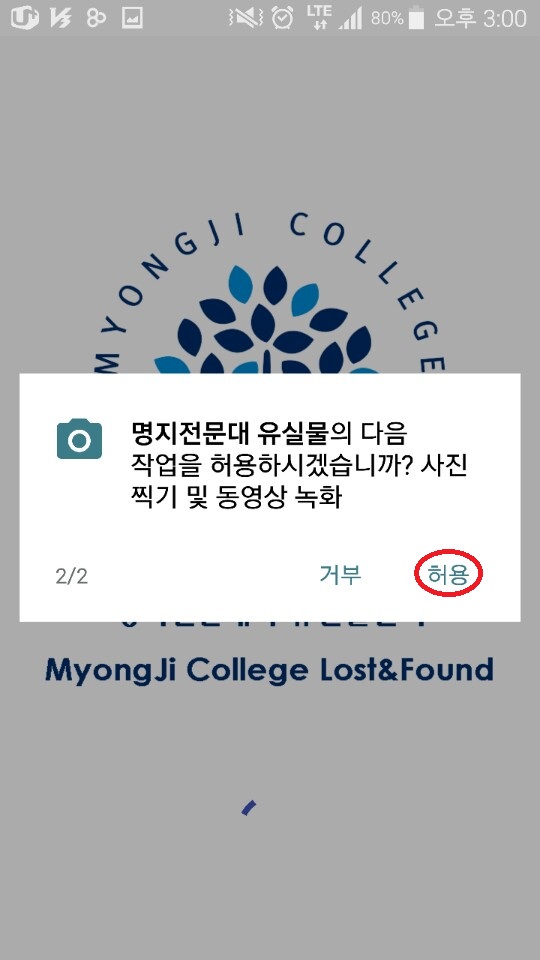 LTE 80% 오후 3:00
MYONGJI COLLEGE
명지전문대 유실물의 다음
작업을 허용하시겠습니까? 사진
찍기 및 동영상 녹화
2/2 거부 허용
MyongJi College Lost&Found